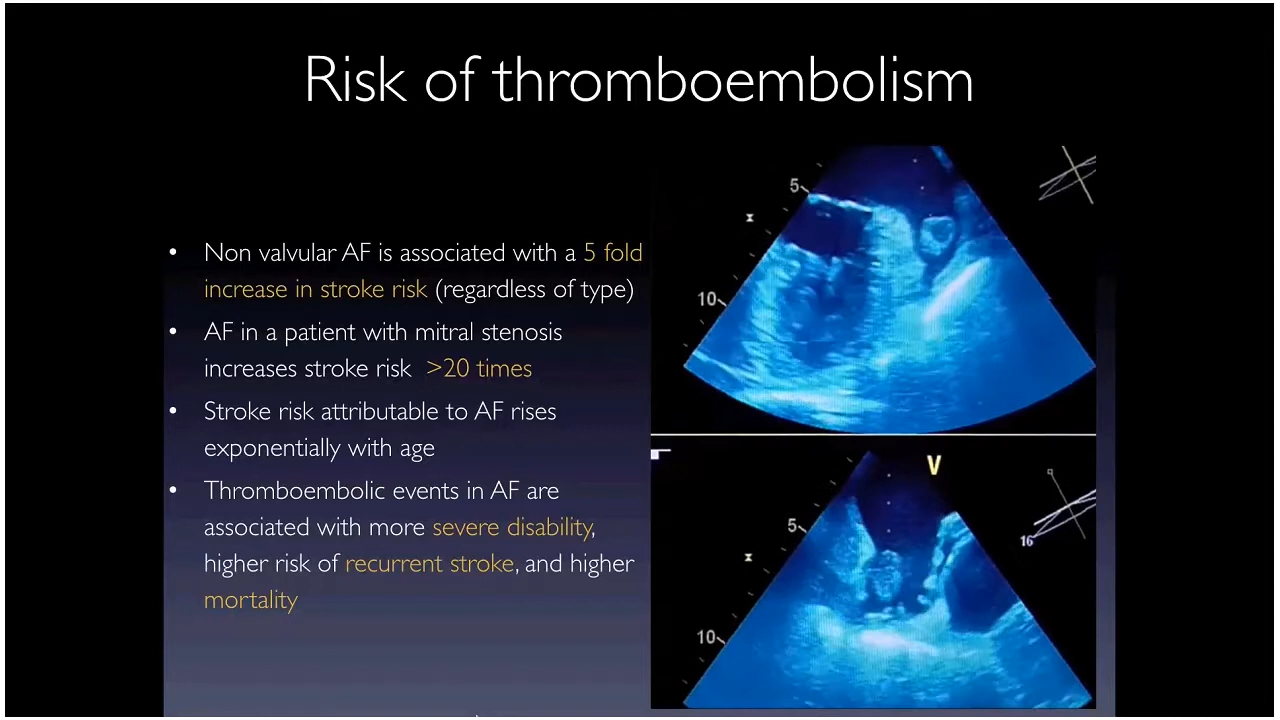 Risk of thromboembolism
• Non valvular AF is associated with a 5 fold
increase in stroke risk (regardless of type)
• AF in a patient with mitral stenosis
increases stroke risk >20 times
• Stroke risk attributable to AF rises
exponentially with age
• Thromboembolic events in AF are
associated with more severe disability,
higher risk of recurrent stroke, and higher
mortality
5
10
V
5
16
10